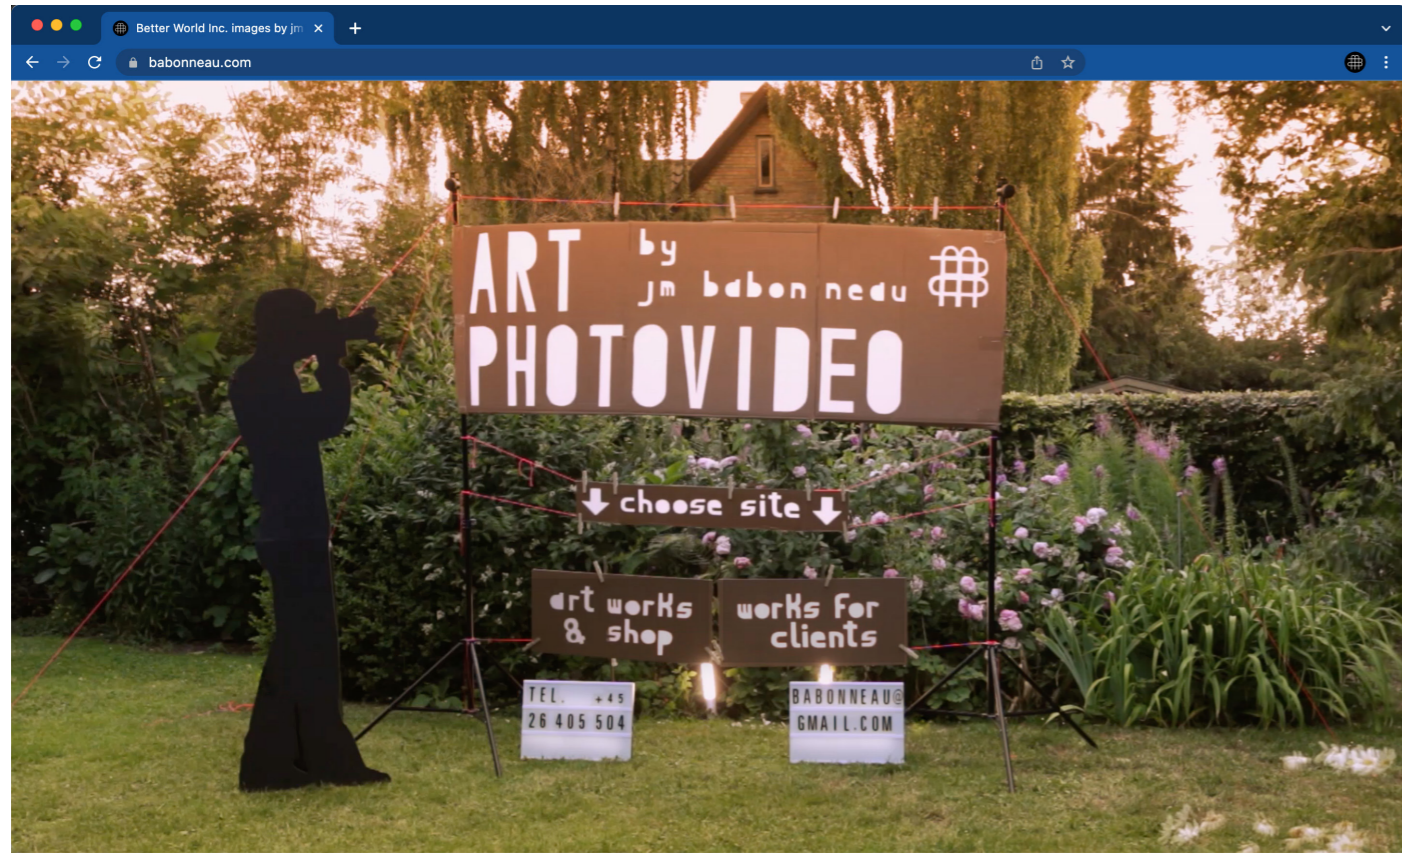 Better World Inc. images by jm
babonneau.com
ART by
jm babonneau
PHOTOVIDEO
choose site
art works
& shop
works for
clients
TEL. +45
26 405 504
BABONNEAU@
GMAIL.COM